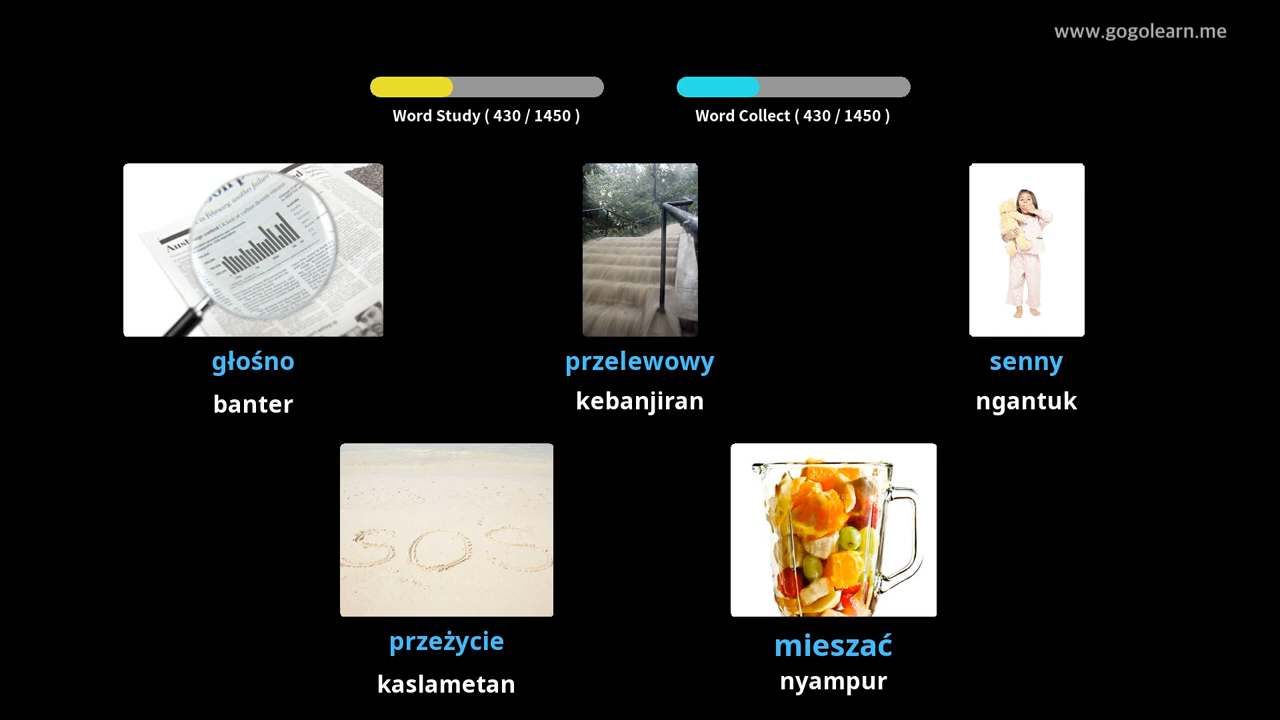 www.gogolearn.me
Word Study ( 430 / 1450 )
Word Collect ( 430 / 1450 )
głośno
banter
przelewowy
kebanjiran
senny
ngantuk
SOS
przeżycie
kaslametan
mieszać
nyampur